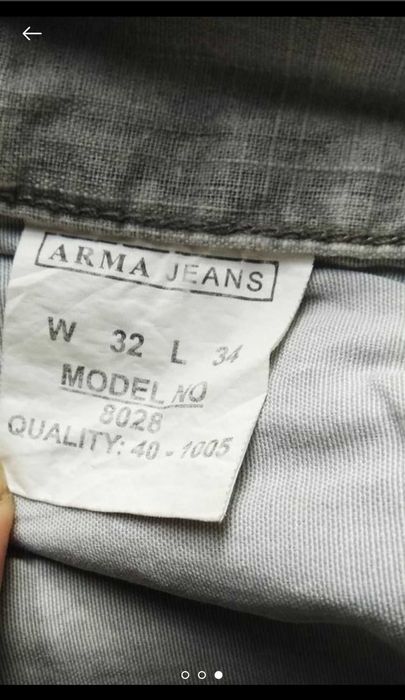 ARMA JEANS
W 32 L 34
MODEL NO
8028
QUALITY: 40 - 1005